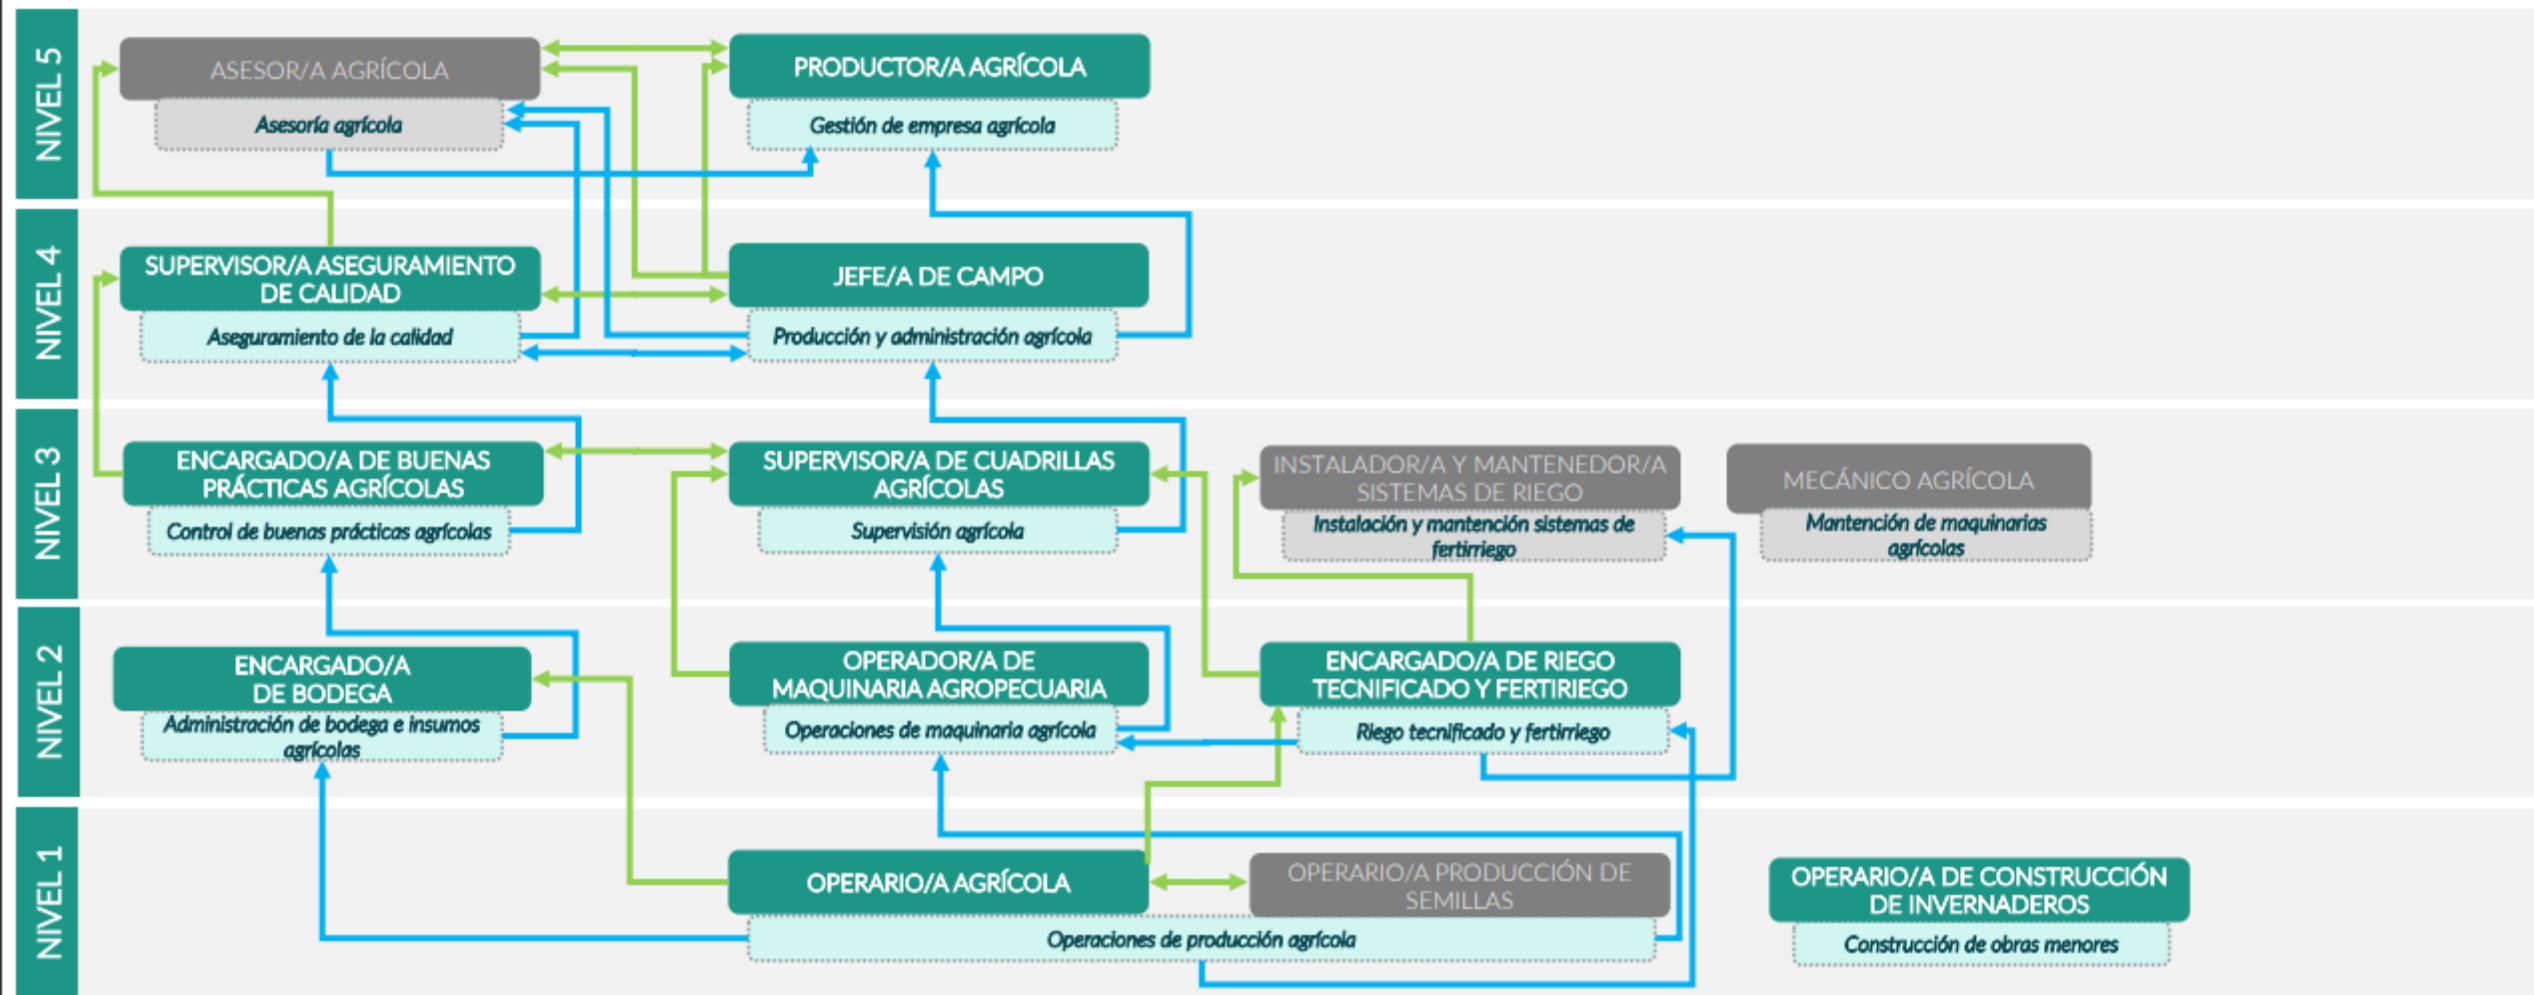 NIVEL 5
ASESOR/A AGRÍCOLA
Asesoría agrícola
PRODUCTOR/A AGRÍCOLA
Gestión de empresa agrícola
NIVEL 4
SUPERVISOR/A ASEGURAMIENTO
DE CALIDAD
Aseguramiento de la calidad
JEFE/A DE CAMPO
Producción y administración agrícola
NIVEL 3
ENCARGADO/A DE BUENAS
PRÁCTICAS AGRÍCOLAS
Control de buenas prácticas agrícolas
SUPERVISOR/A DE CUADRILLAS
AGRÍCOLAS
Supervisión agrícola
INSTALADOR/A Y MANTENEDOR/A
SISTEMAS DE RIEGO
Instalación y mantención sistemas de
fertirriego
MECÁNICO AGRÍCOLA
Mantención de maquinarias
agrícolas
NIVEL 2
ENCARGADO/A
DE BODEGA
Administración de bodega e insumos
agrícolas
OPERADOR/A DE
MAQUINARIA AGROPECUARIA
Operaciones de maquinaria agrícola
ENCARGADO/A DE RIEGO
TECNIFICADO Y FERTIRIEGO
Riego tecnificado y fertirriego
NIVEL 1
OPERARIO/A AGRÍCOLA
OPERARIO/A PRODUCCIÓN DE
SEMILLAS
Operaciones de producción agrícola
OPERARIO/A DE CONSTRUCCIÓN
DE INVERNADEROS
Construcción de obras menores